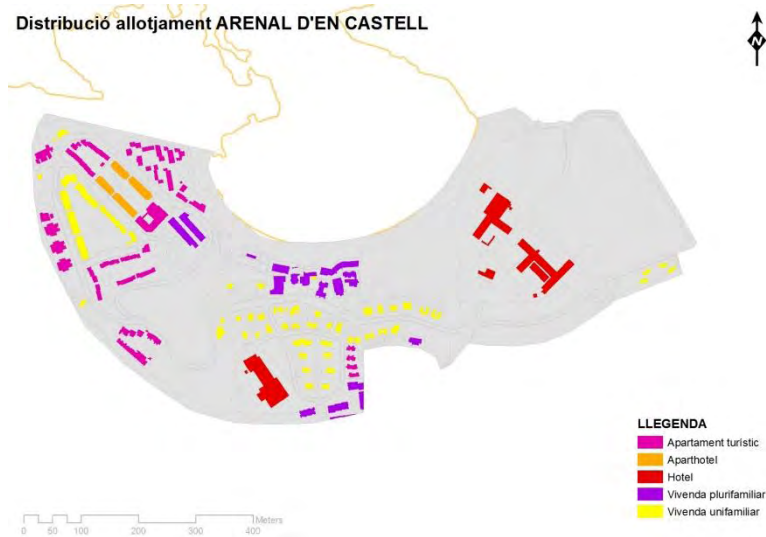 Distribució allotjament ARENAL D'EN CASTELL
N
LLEGENDA
Apartament turístic
Aparthotel
Hotel
Vivenda plurifamiliar
Vivenda unifamiliar
Meters
0 50 100 200 300 400